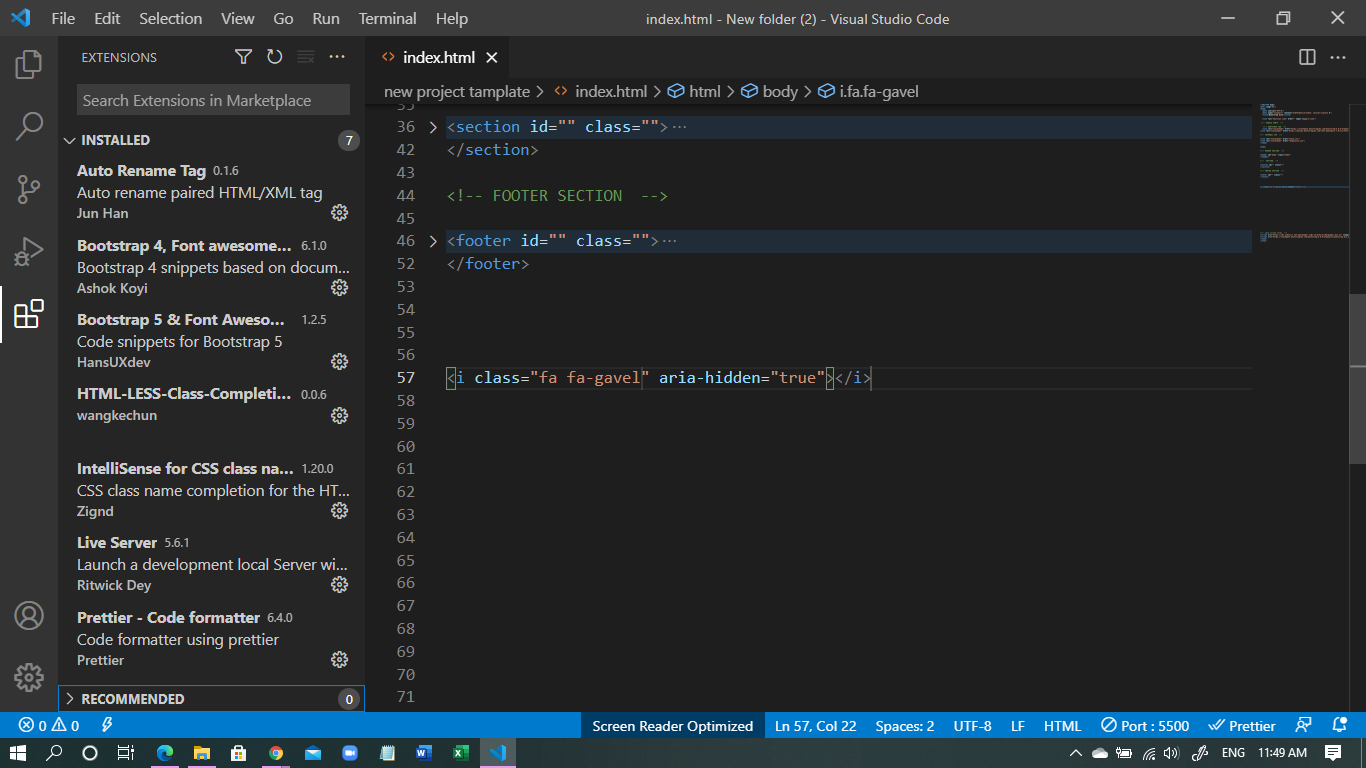 File Edit Selection View Go Run Terminal Help index.html - New folder (2) - Visual Studio Code
EXTENSIONS
Search Extensions in Marketplace
INSTALLED 7
Auto Rename Tag 0.1.6
Auto rename paired HTML/XML tag
Jun Han
Bootstrap 4, Font awesome... 6.1.0
Bootstrap 4 snippets based on docum...
Ashok Koyi
Bootstrap 5 & Font Aweso... 1.2.5
Code snippets for Bootstrap 5
HansUXdev
HTML-LESS-Class-Completi... 0.0.6
wangkechun
IntelliSense for CSS class na... 1.20.0
CSS class name completion for the HT...
Zignd
Live Server 5.6.1
Launch a development local Server wi...
Ritwick Dey
Prettier - Code formatter 6.4.0
Code formatter using prettier
Prettier
RECOMMENDED 0
index.html
new project tamplate > index.html > html > body > i.fa.fa-gavel
35
36 <section id="" class="">...
42 </section>
43
44 <!-- FOOTER SECTION  -->
45
46 <footer id="" class="">...
52 </footer>
53
54
55
56
57 <i class="fa fa-gavel" aria-hidden="true"></i>
58
59
60
61
62
63
64
65
66
67
68
69
70
71
0 0 Screen Reader Optimized Ln 57, Col 22 Spaces: 2 UTF-8 LF HTML Port : 5500 Prettier
ENG 11:49 AM